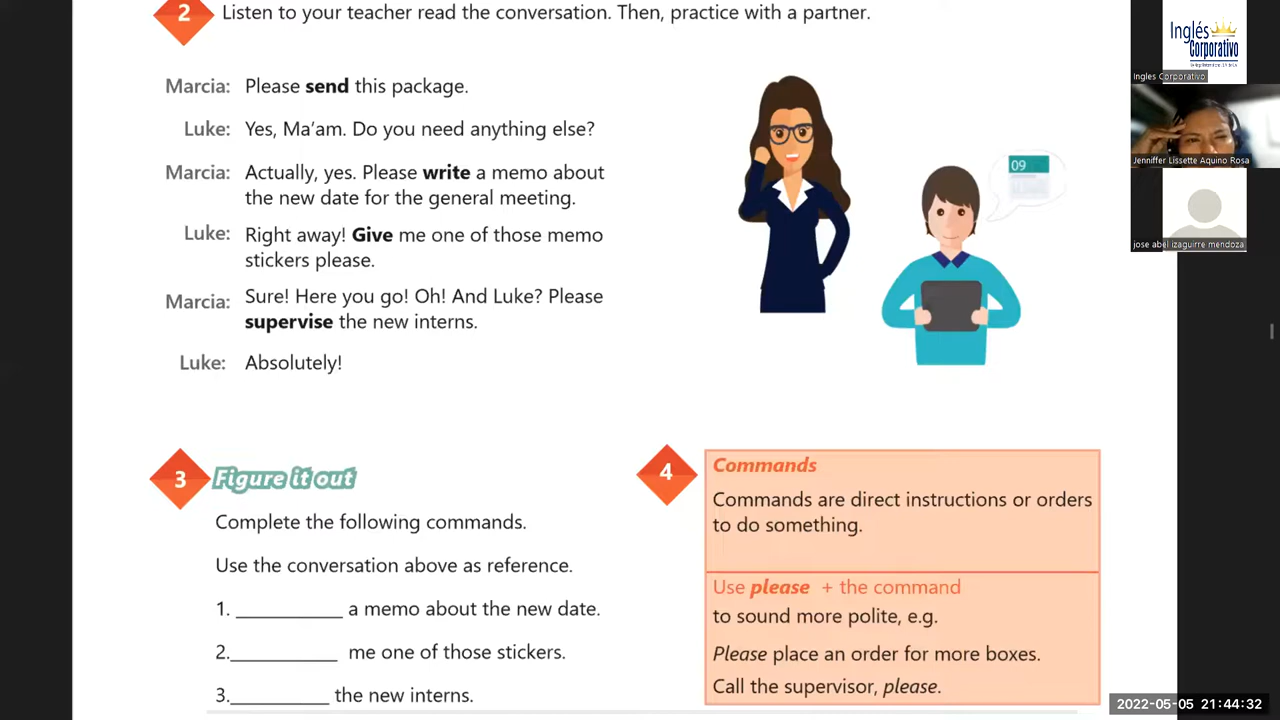 2
Listen to your teacher read the conversation. Then, practice with a partner.
Marcia: Please send this package.
Luke: Yes, Ma'am. Do you need anything else?
Marcia: Actually, yes. Please write a memo about
the new date for the general meeting.
Luke: Right away! Give me one of those memo
stickers please.
Marcia: Sure! Here you go! Oh! And Luke? Please
supervise the new interns.
Luke: Absolutely!
09
3 Figure it out
Complete the following commands.
Use the conversation above as reference.
1. __________ a memo about the new date.
2.__________ me one of those stickers.
3._________ the new interns.
4
Commands
Commands are direct instructions or orders
to do something.
Use please + the command
to sound more polite, e.g.
Please place an order for more boxes.
Call the supervisor, please.
Inglés
Corporativo
Ingles Corporativo
Jenniffer Lissette Aquino Rosa
jose abel izaguirre mendoza
2022-05-05 21:44:32